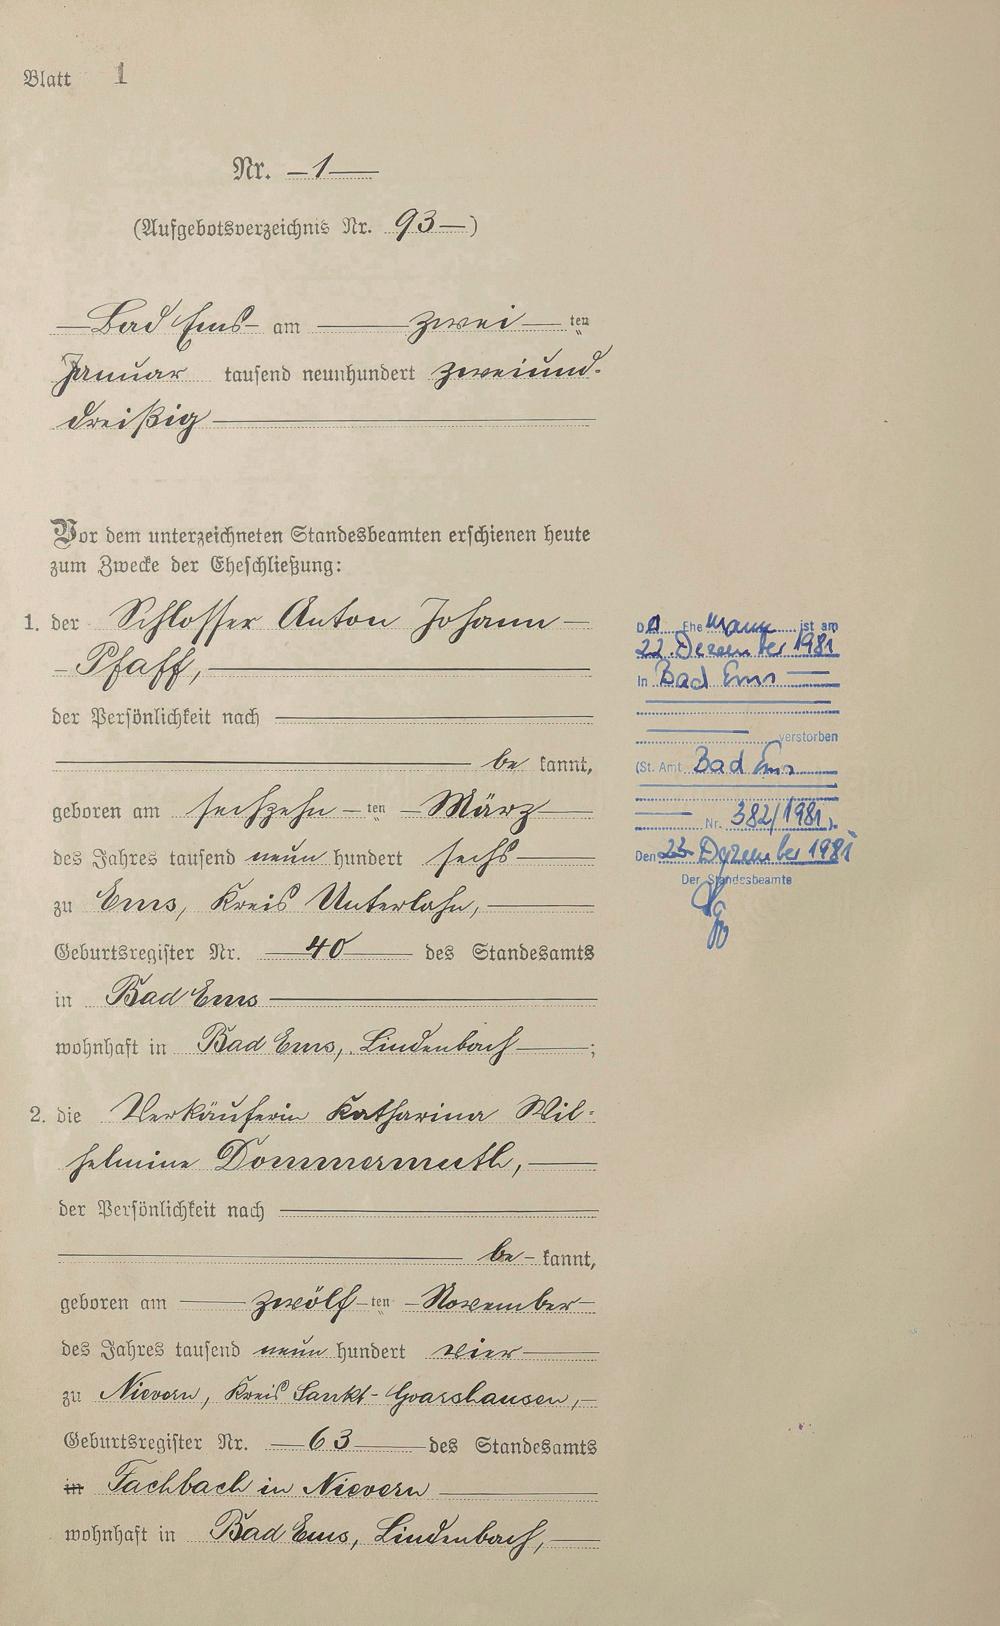 Blatt 1
Nr. — 1 —
(Aufgebotsverzeichnis Nr. 93 —)
— Bad Ems — am — zwei — ten
Januar tausend neunhundert zweiund-
dreißig —
Vor dem unterzeichneten Standesbeamten erschienen heute
zum Zwecke der Eheschließung:
1. der Schlosser Anton Johann —
— Pfaff, —
der Persönlichkeit nach —
— be kannt,
geboren am sechzehn — ten — März —
des Jahres tausend neun hundert sechs —
zu Ems, Kreis Unterlahn, —
Geburtsregister Nr. — 40 — des Standesamts
in Bad Ems —
wohnhaft in Bad Ems, Lindenbach — ;
2. die Verkäuferin Katharina Wil-
helmine Dommermuth, —
der Persönlichkeit nach —
— be — kannt,
geboren am — zwölf — ten — November —
des Jahres tausend neun hundert vier —
zu Nievern, Kreis Sankt-Goarshausen, —
Geburtsregister Nr. — 63 — des Standesamts
in Fachbach in Nievern —
wohnhaft in Bad Ems, Lindenbach, —
Der Ehemann ist am
22. Dezember 1981
in Bad Ems —
— verstorben
(St. Amt Bad Ems
— Nr. 382/1981).
Den 23. Dezember 1981
Der Standesbeamte